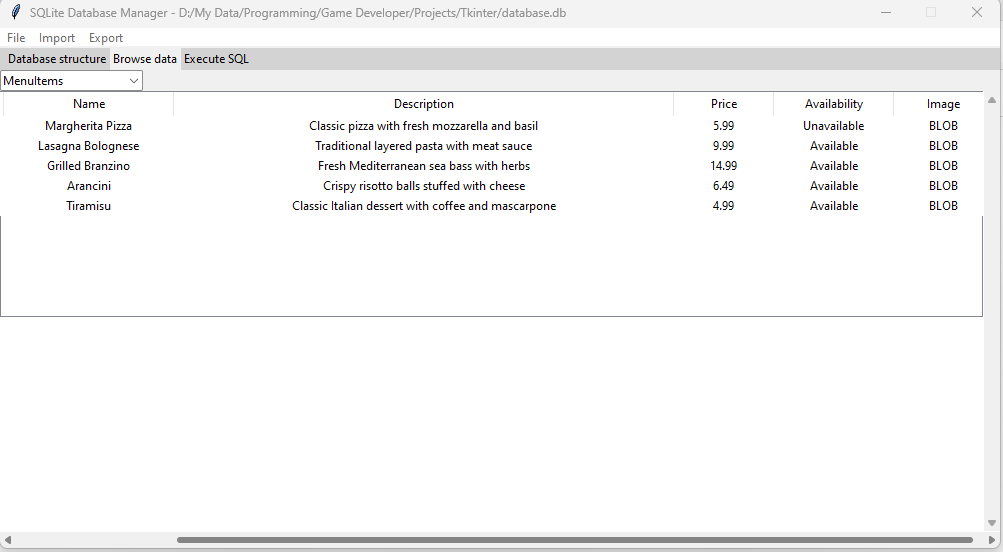 SQLite Database Manager - D:/My Data/Programming/Game Developer/Projects/Tkinter/database.db
File Import Export
Database structure Browse data Execute SQL
MenuItems
Name Description Price Availability Image
Margherita Pizza Classic pizza with fresh mozzarella and basil 5.99 Unavailable BLOB
Lasagna Bolognese Traditional layered pasta with meat sauce 9.99 Available BLOB
Grilled Branzino Fresh Mediterranean sea bass with herbs 14.99 Available BLOB
Arancini Crispy risotto balls stuffed with cheese 6.49 Available BLOB
Tiramisu Classic Italian dessert with coffee and mascarpone 4.99 Available BLOB